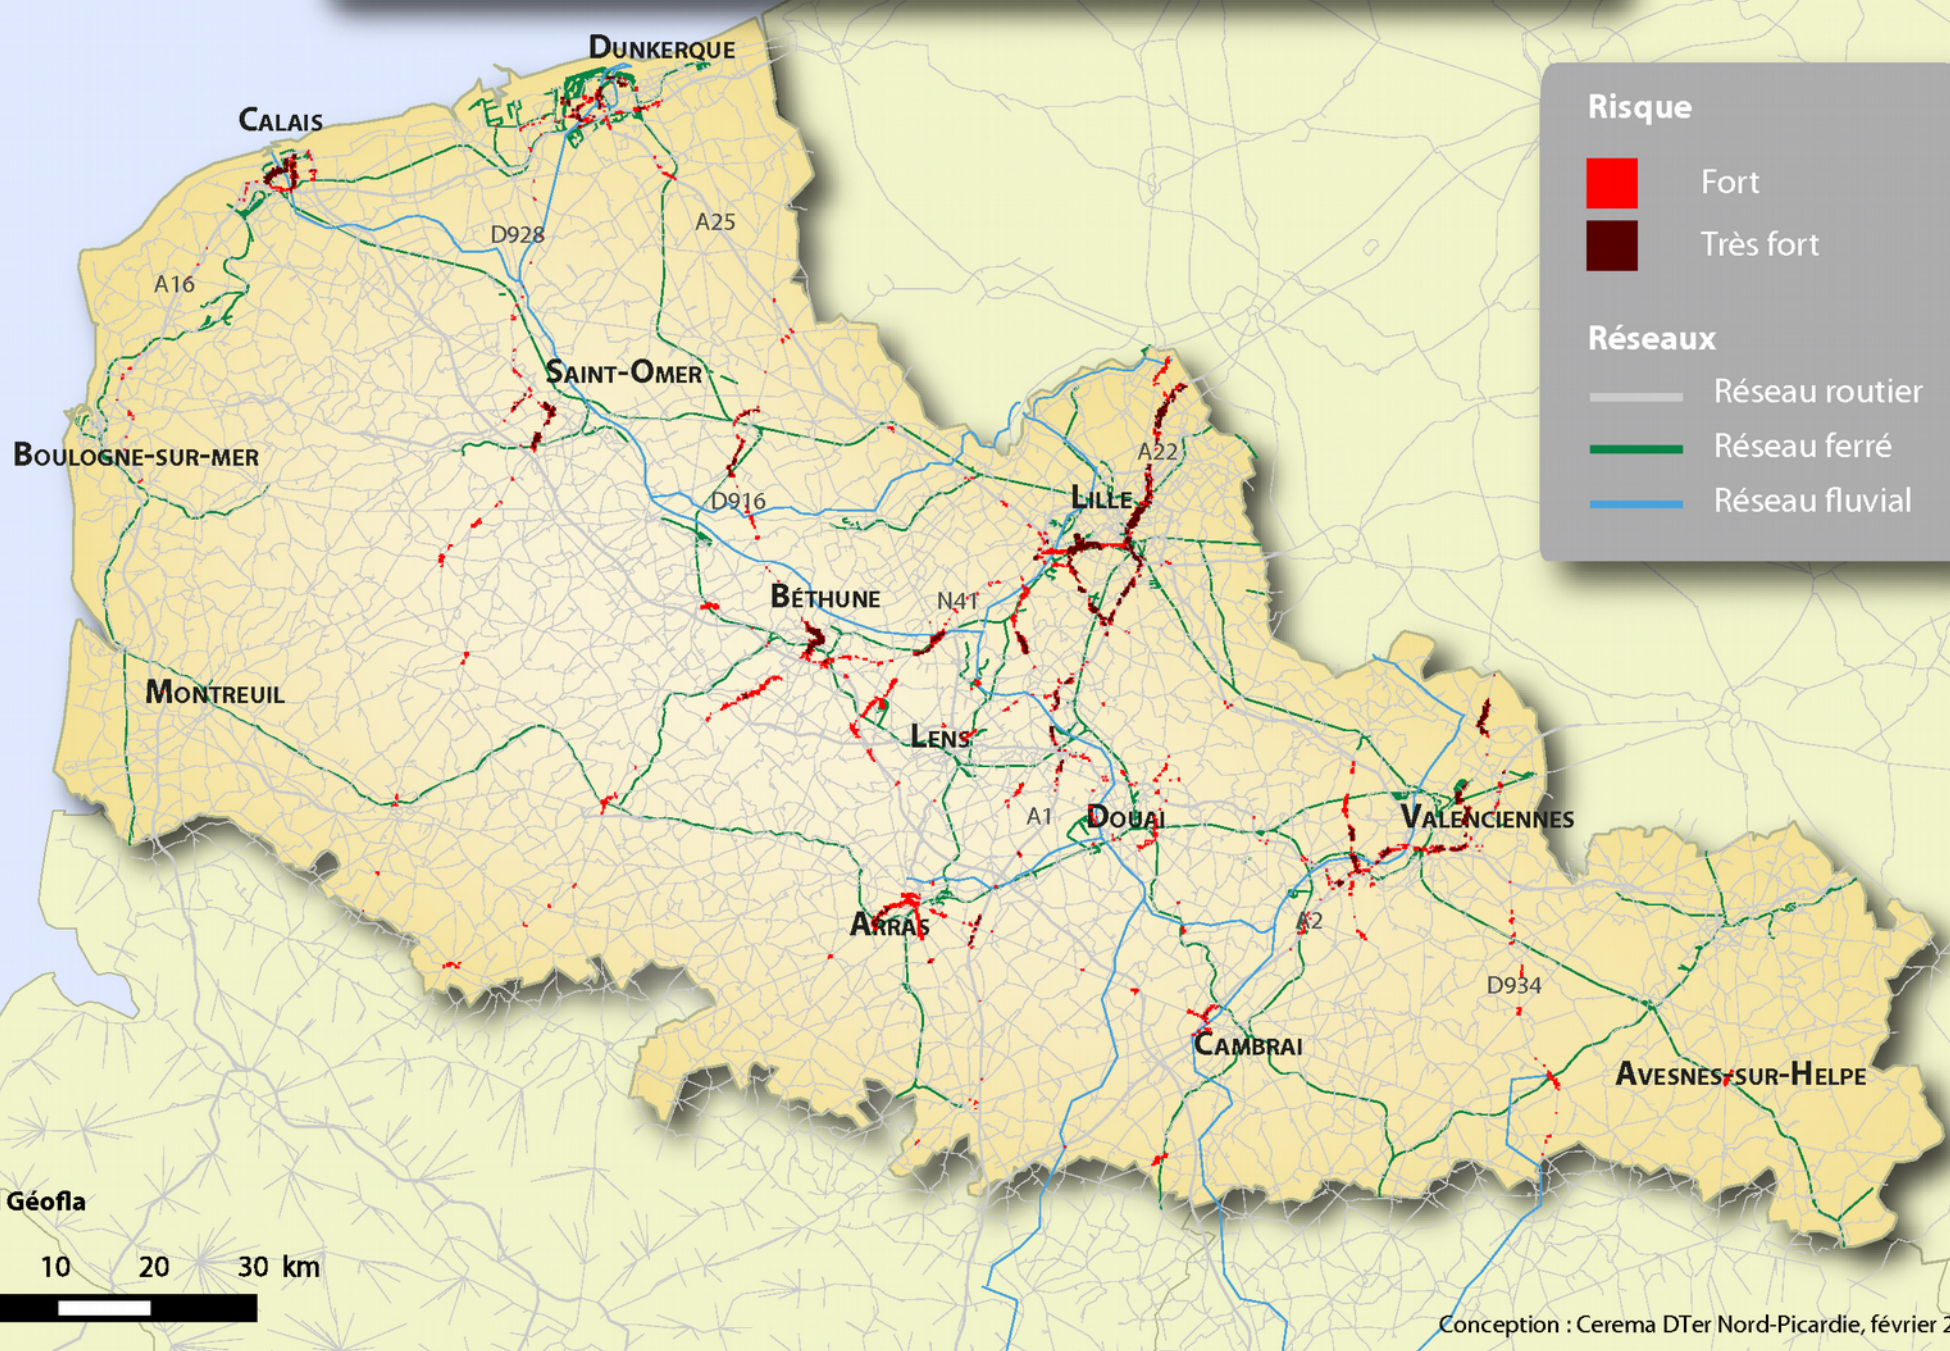 Dunkerque
Calais
D928
A25
A16
Saint-Omer
Boulogne-sur-Mer
A22
Lille
D916
Béthune
N41
Montreuil
Lens
A1
Douai
Valenciennes
Arras
A2
D934
Cambrai
Avesnes-sur-Helpe
Risque
Fort
Très fort
Réseaux
Réseau routier
Réseau ferré
Réseau fluvial
Géofla
10 20 30 km
Conception : Cerema DTer Nord-Picardie, février